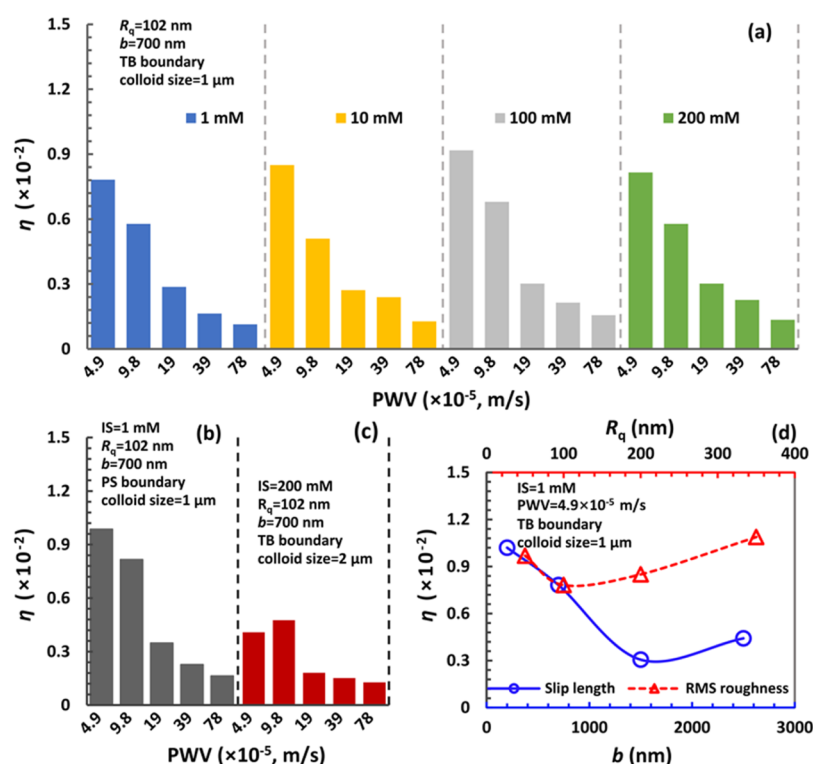 1.5
1.2
0.9
0.6
0.3
0
η (×10⁻²)
Rq=102 nm
b=700 nm
TB boundary
colloid size=1 μm
(a)
1 mM 10 mM 100 mM 200 mM
4.9 9.8 19 39 78 4.9 9.8 19 39 78 4.9 9.8 19 39 78 4.9 9.8 19 39 78
PWV (×10⁻⁵, m/s)
1.5
1.2
0.9
0.6
0.3
0
η (×10⁻²)
IS=1 mM
Rq=102 nm
b=700 nm
PS boundary
colloid size=1 μm
(b)
(c)
IS=200 mM
Rq=102 nm
b=700 nm
TB boundary
colloid size=2 μm
4.9 9.8 19 39 78 4.9 9.8 19 39 78
PWV (×10⁻⁵, m/s)
Rq (nm)
0 100 200 300 400
(d)
1.5
1.2
0.9
0.6
0.3
0
η (×10⁻²)
IS=1 mM
PWV=4.9×10⁻⁵ m/s
TB boundary
colloid size=1 μm
Slip length RMS roughness
0 1000 2000 3000
b (nm)